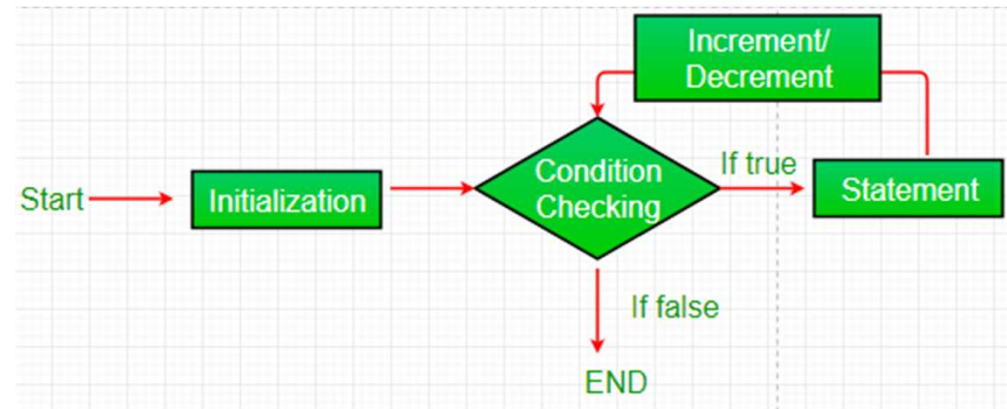 Increment/
Decrement
Start
Initialization
Condition
Checking
If true
Statement
If false
END